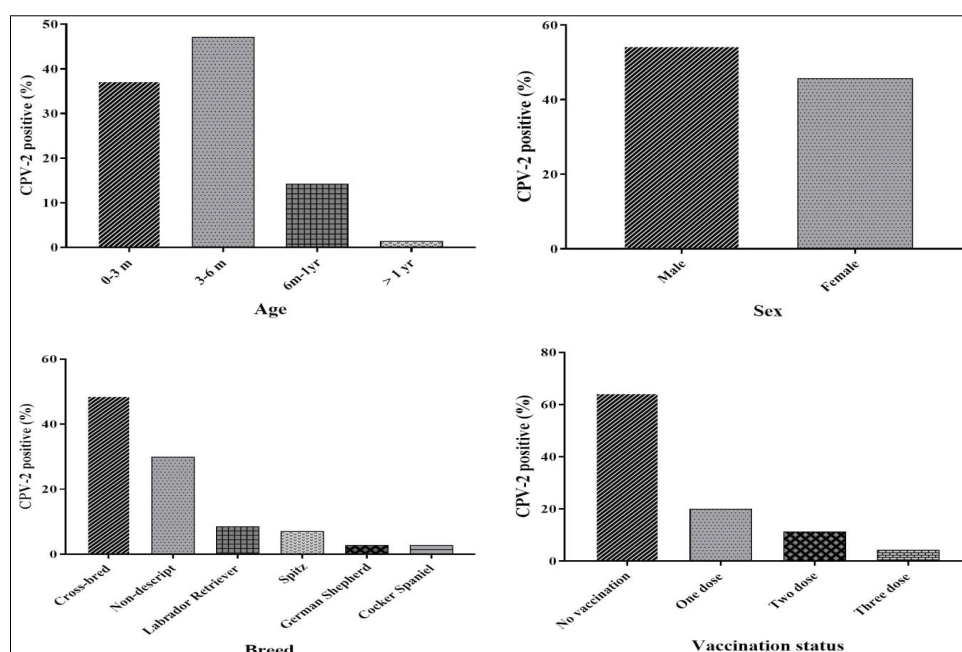 CPV-2 positive (%)
50
40
30
20
10
0
0-3 m
3-6 m
6m-1yr
> 1 yr
Age
CPV-2 positive (%)
60
40
20
0
Male
Female
Sex
CPV-2 positive (%)
60
40
20
0
Cross-bred
Non-descript
Labrador Retriever
Spitz
German Shepherd
Cocker Spaniel
Breed
CPV-2 positive (%)
80
60
40
20
0
No vaccination
One dose
Two dose
Three dose
Vaccination status